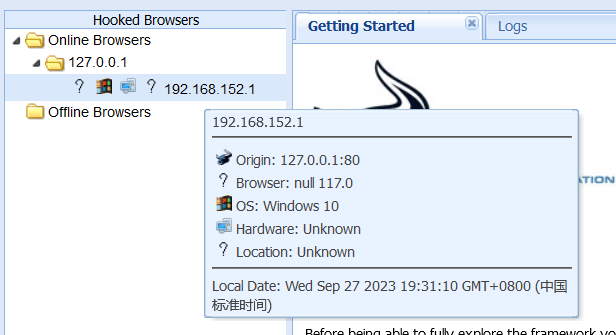 Hooked Browsers
Getting Started
Logs
Online Browsers
127.0.0.1
? ? 192.168.152.1
Offline Browsers
192.168.152.1
Origin: 127.0.0.1:80
? Browser: null 117.0
ATION
OS: Windows 10
Hardware: Unknown
? Location: Unknown
Local Date: Wed Sep 27 2023 19:31:10 GMT+0800 (中国
标准时间)
Before being able to fully explore the framework you